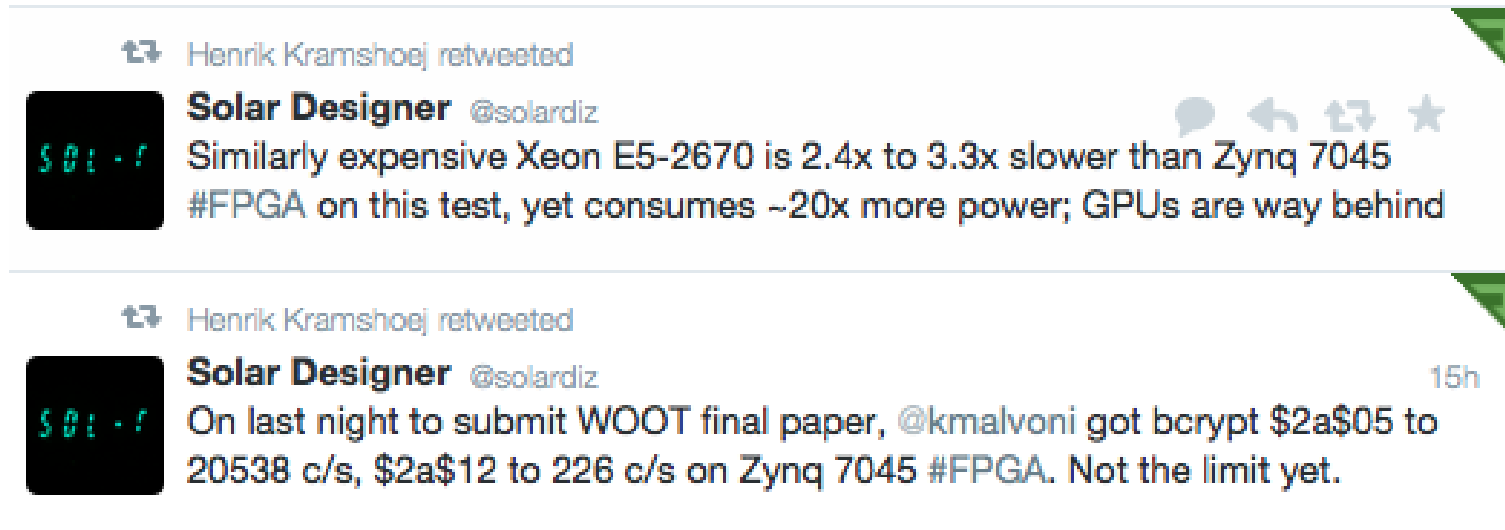 Henrik Kramshoej retweeted
Solar Designer @solardiz
Similarly expensive Xeon E5-2670 is 2.4x to 3.3x slower than Zynq 7045
#FPGA on this test, yet consumes ~20x more power; GPUs are way behind
Henrik Kramshoej retweeted
Solar Designer @solardiz 15h
On last night to submit WOOT final paper, @kmalvoni got bcrypt $2a$05 to
20538 c/s, $2a$12 to 226 c/s on Zynq 7045 #FPGA. Not the limit yet.